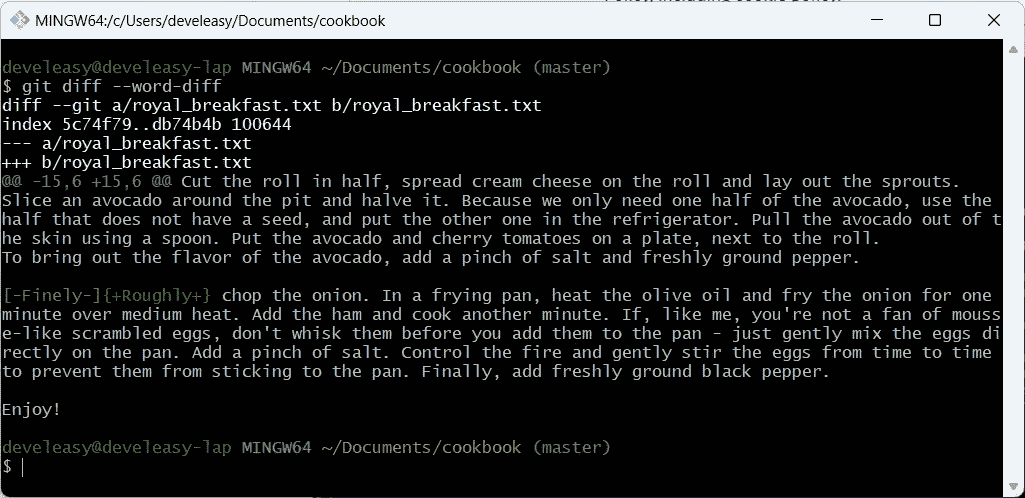 MINGW64:/c/Users/develeasy/Documents/cookbook
develeasy@develeasy-lap MINGW64 ~/Documents/cookbook (master)
$ git diff --word-diff
diff --git a/royal_breakfast.txt b/royal_breakfast.txt
index 5c74f79..db74b4b 100644
--- a/royal_breakfast.txt
+++ b/royal_breakfast.txt
@@ -15,6 +15,6 @@ Cut the roll in half, spread cream cheese on the roll and lay out the sprouts.
Slice an avocado around the pit and halve it. Because we only need one half of the avocado, use the
half that does not have a seed, and put the other one in the refrigerator. Pull the avocado out of t
he skin using a spoon. Put the avocado and cherry tomatoes on a plate, next to the roll.
To bring out the flavor of the avocado, add a pinch of salt and freshly ground pepper.
[-Finely-]{+Roughly+} chop the onion. In a frying pan, heat the olive oil and fry the onion for one
minute over medium heat. Add the ham and cook another minute. If, like me, you're not a fan of mouss
e-like scrambled eggs, don't whisk them before you add them to the pan - just gently mix the eggs di
rectly on the pan. Add a pinch of salt. Control the fire and gently stir the eggs from time to time
to prevent them from sticking to the pan. Finally, add freshly ground black pepper.
Enjoy!
develeasy@develeasy-lap MINGW64 ~/Documents/cookbook (master)
$